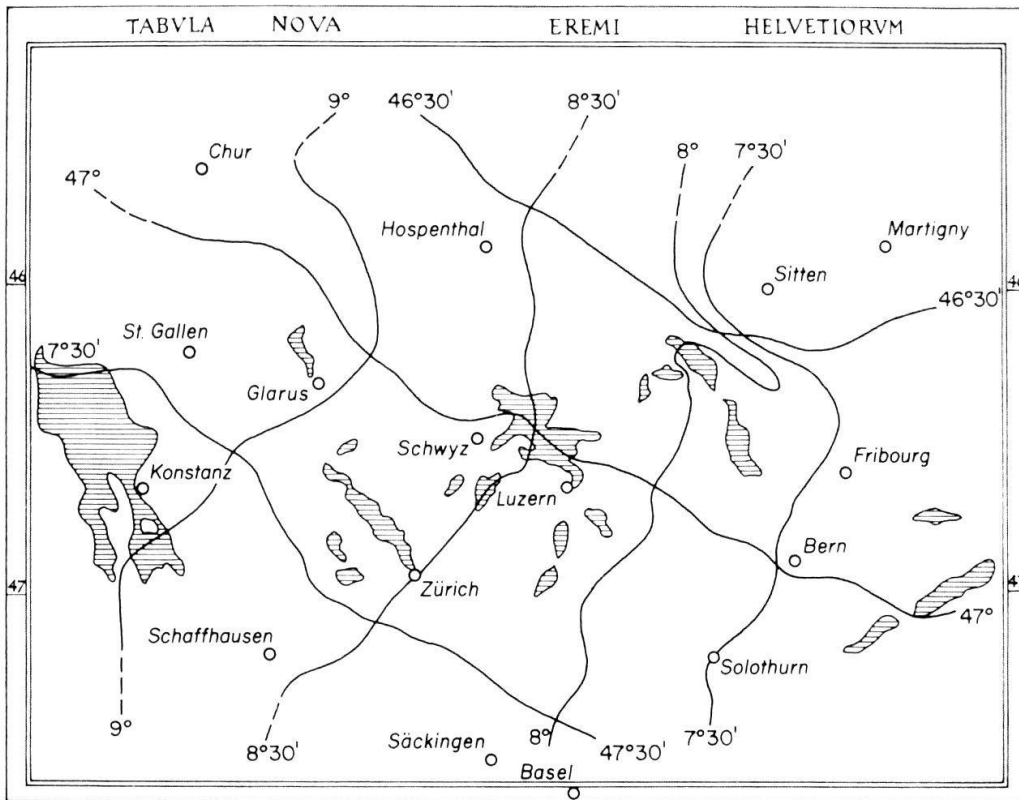 TABVLA NOVA EREMI HELVETIORVM
9° 46°30' 8°30'
Chur 8° 7°30'
47°
Hospenthal Martigny
46 Sitten 46
46°30'
St. Gallen
7°30'
Glarus
Schwyz
Konstanz Luzern Fribourg
Bern
47 Zürich 47
47°
Schaffhausen
Solothurn
9° 8°30' 8° 47°30' 7°30'
Säckingen
Basel